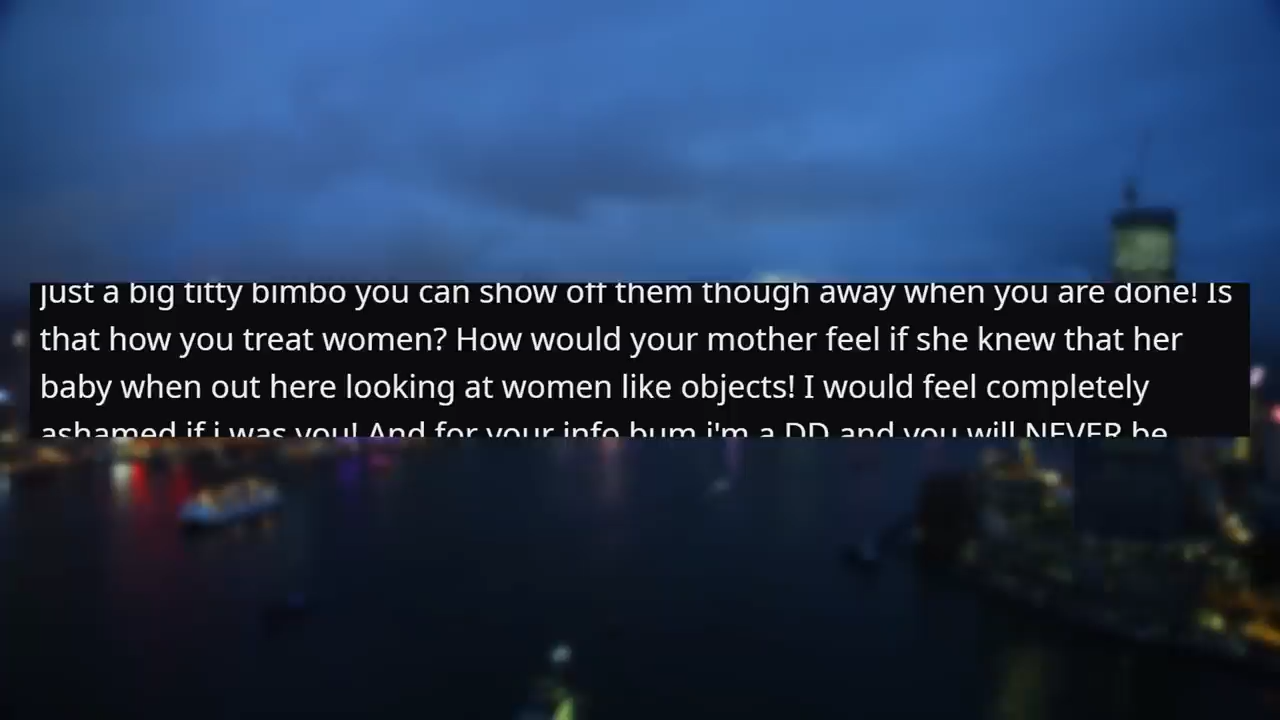 just a big titty bimbo you can show off them though away when you are done! Is
that how you treat women? How would your mother feel if she knew that her
baby when out here looking at women like objects! I would feel completely
ashamed if i was you! And for your info bum i'm a DD and you will NEVER be